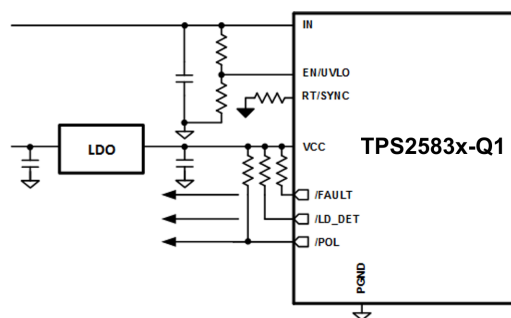 IN
EN/UVLO
RT/SYNC
LDO
VCC
TPS2583x-Q1
/FAULT
/LD_DET
/POL
PGND